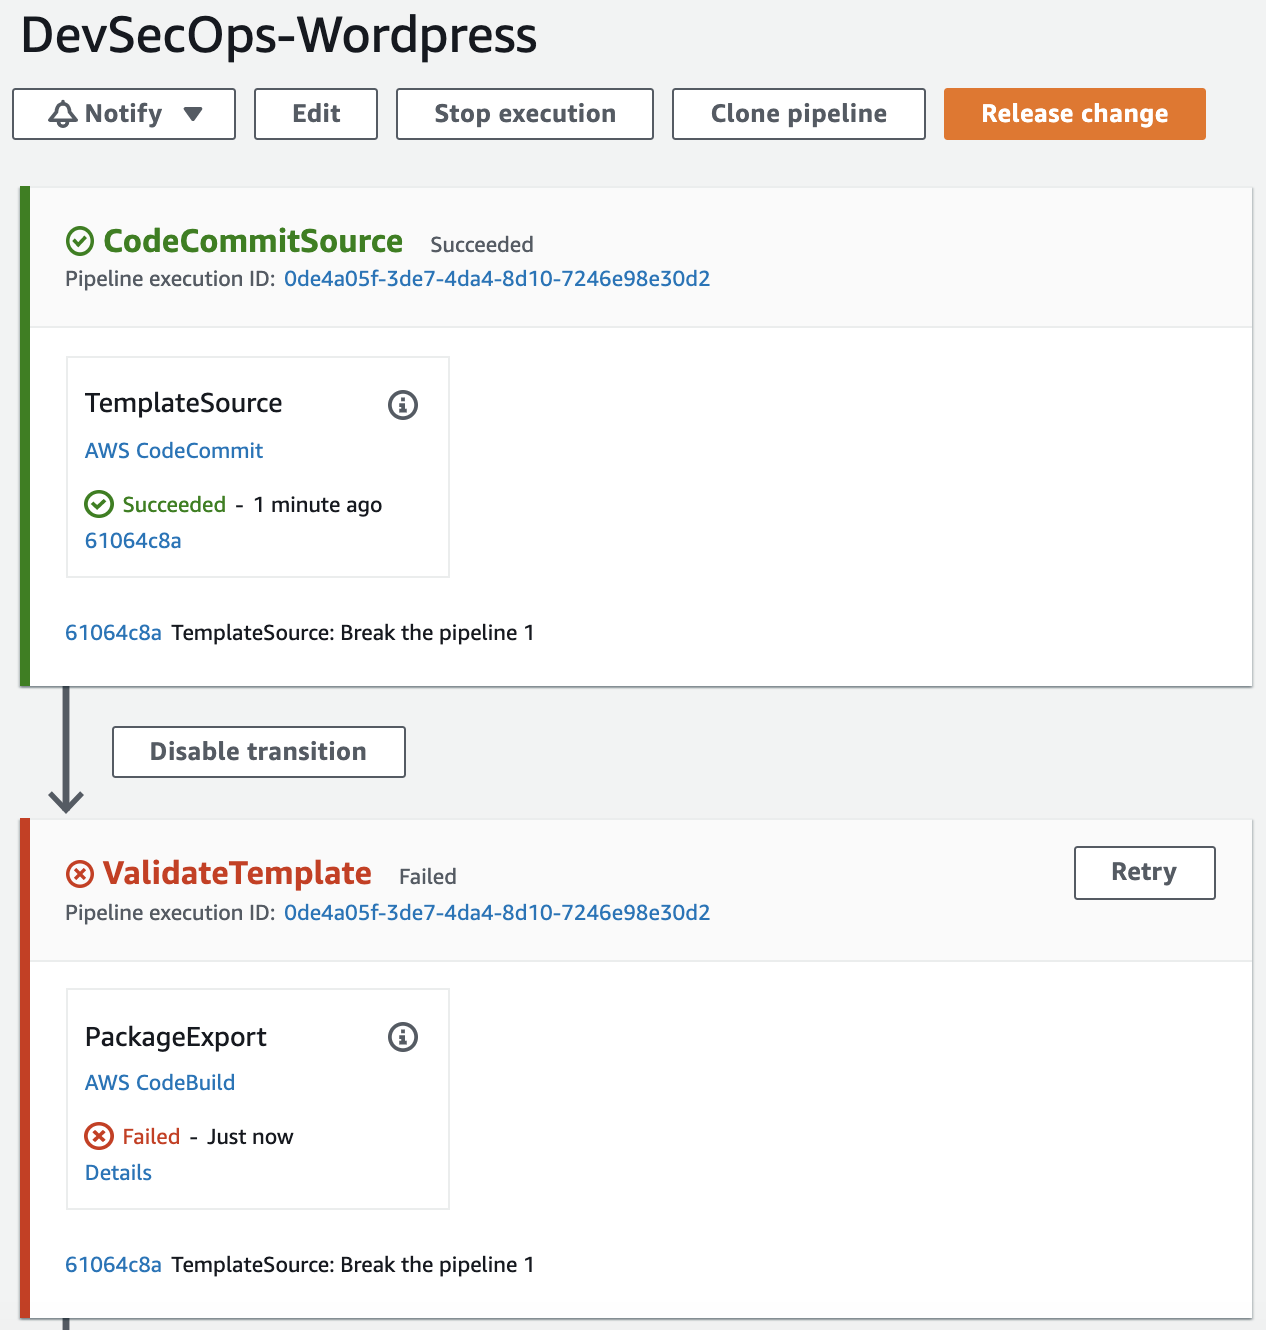 DevSecOps-Wordpress
Notify Edit Stop execution Clone pipeline Release change
CodeCommitSource Succeeded
Pipeline execution ID: 0de4a05f-3de7-4da4-8d10-7246e98e30d2
TemplateSource
AWS CodeCommit
Succeeded - 1 minute ago
61064c8a
61064c8a TemplateSource: Break the pipeline 1
Disable transition
ValidateTemplate Failed Retry
Pipeline execution ID: 0de4a05f-3de7-4da4-8d10-7246e98e30d2
PackageExport
AWS CodeBuild
Failed - Just now
Details
61064c8a TemplateSource: Break the pipeline 1